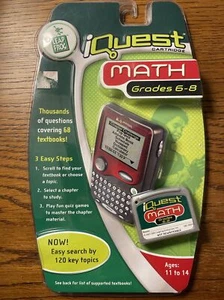 LEAP
FROG
iQuest
CARTRIDGE
MATH
Grades 6-8
Thousands
of questions
covering 68
textbooks!
3 Easy Steps
1. Scroll to find your
textbook or choose
a topic.
2. Select a chapter
to study.
3. Play fun quiz games
to master the chapter
material.
NOW!
Easy search by
120 key topics
iQuest
MATH
Ages:
11 to 14
See back for list of supported textbooks!